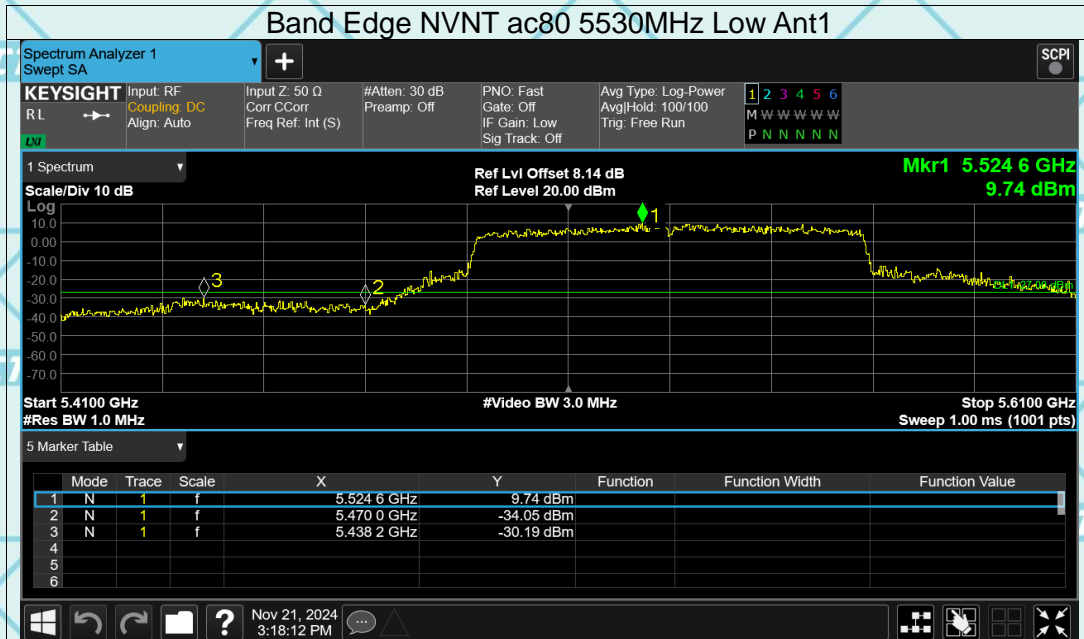 Band Edge NVNT ac80 5530MHz Low Ant1
Spectrum Analyzer 1
Swept SA
+
SCPI
KEYSIGHT
RL
LXI
Input: RF
Coupling: DC
Align: Auto
Input Z: 50 Ω
Corr CCorr
Freq Ref: Int (S)
#Atten: 30 dB
Preamp: Off
PNO: Fast
Gate: Off
IF Gain: Low
Sig Track: Off
Avg Type: Log-Power
Avg|Hold: 100/100
Trig: Free Run
1 2 3 4 5 6
M W W W W W
P N N N N N
1 Spectrum
Scale/Div 10 dB
Ref Lvl Offset 8.14 dB
Ref Level 20.00 dBm
Mkr1 5.524 6 GHz
9.74 dBm
Log
10.0
0.00
-10.0
-20.0
-30.0
-40.0
-50.0
-60.0
-70.0
1
2
3
Start 5.4100 GHz
#Video BW 3.0 MHz
Stop 5.6100 GHz
#Res BW 1.0 MHz
Sweep 1.00 ms (1001 pts)
5 Marker Table
Mode Trace Scale X Y Function Function Width Function Value
1 N 1 f 5.524 6 GHz 9.74 dBm
2 N 1 f 5.470 0 GHz -34.05 dBm
3 N 1 f 5.438 2 GHz -30.19 dBm
4
5
6
?
Nov 21, 2024
3:18:12 PM